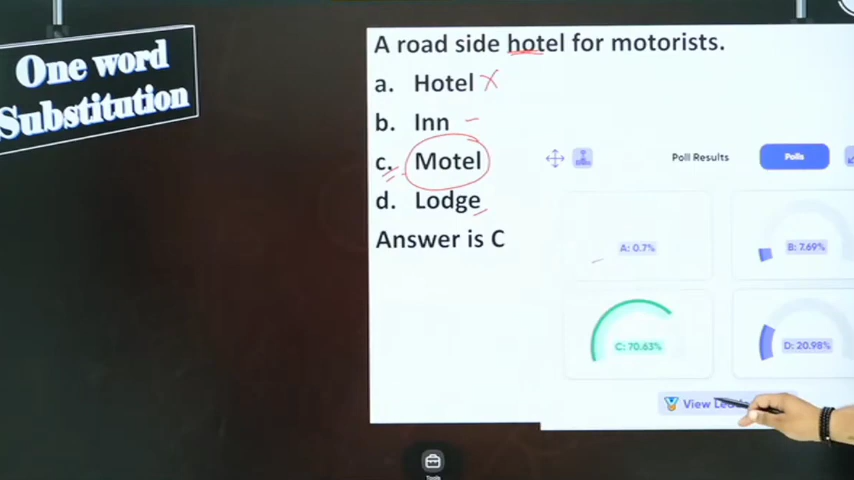 One word
Substitution
A road side hotel for motorists.
a. Hotel
b. Inn
c. Motel
d. Lodge
Answer is C
Poll Results
Polls
A: 0.7%
B: 7.69%
C: 70.63%
D: 20.98%
View
Tools